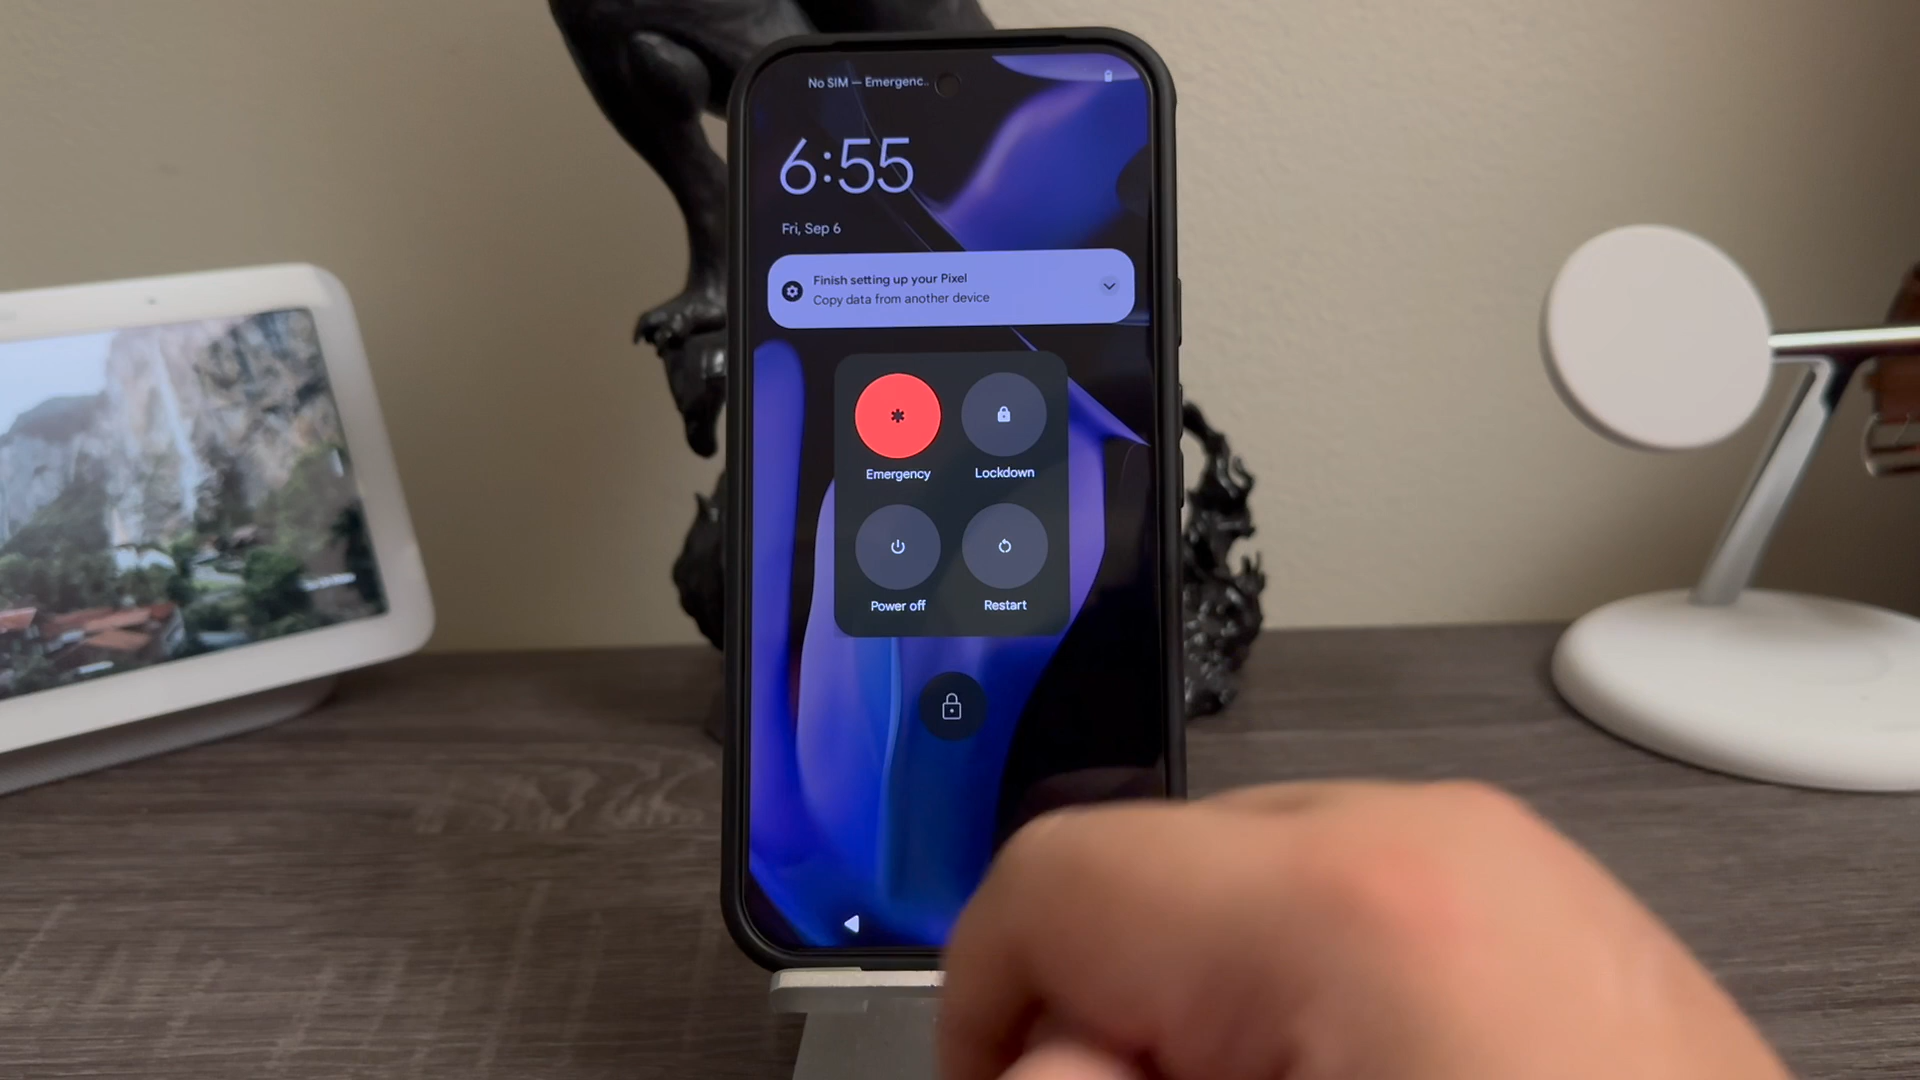 No SIM — Emergenc..
6:55
Fri, Sep 6
Finish setting up your Pixel
Copy data from another device
Emergency
Lockdown
Power off
Restart